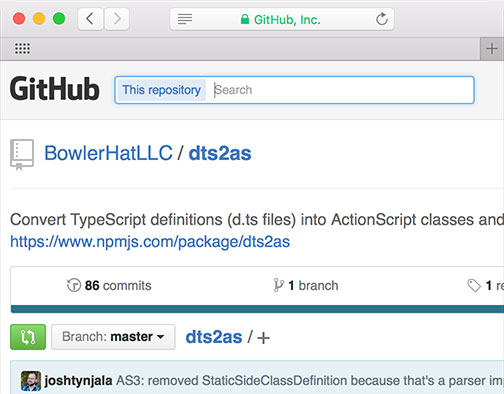 GitHub, Inc.
GitHub This repository Search
BowlerHatLLC / dts2as
Convert TypeScript definitions (d.ts files) into ActionScript classes and
https://www.npmjs.com/package/dts2as
86 commits 1 branch 1 re
Branch: master dts2as / +
joshtynjala AS3: removed StaticSideClassDefinition because that's a parser im